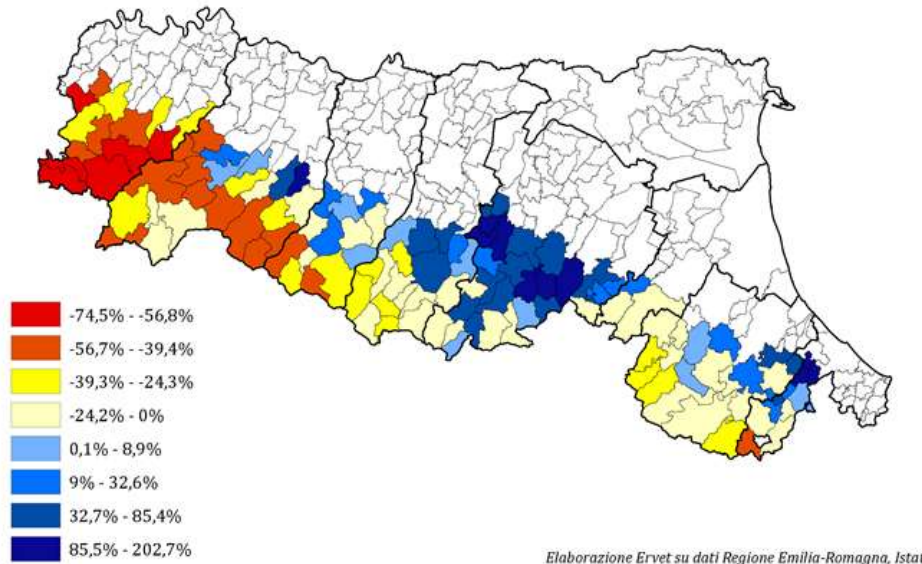 -74,5% - -56,8%
-56,7% - -39,4%
-39,3% - -24,3%
-24,2% - 0%
0,1% - 8,9%
9% - 32,6%
32,7% - 85,4%
85,5% - 202,7%
Elaborazione Ervet su dati Regione Emilia-Romagna, Istat